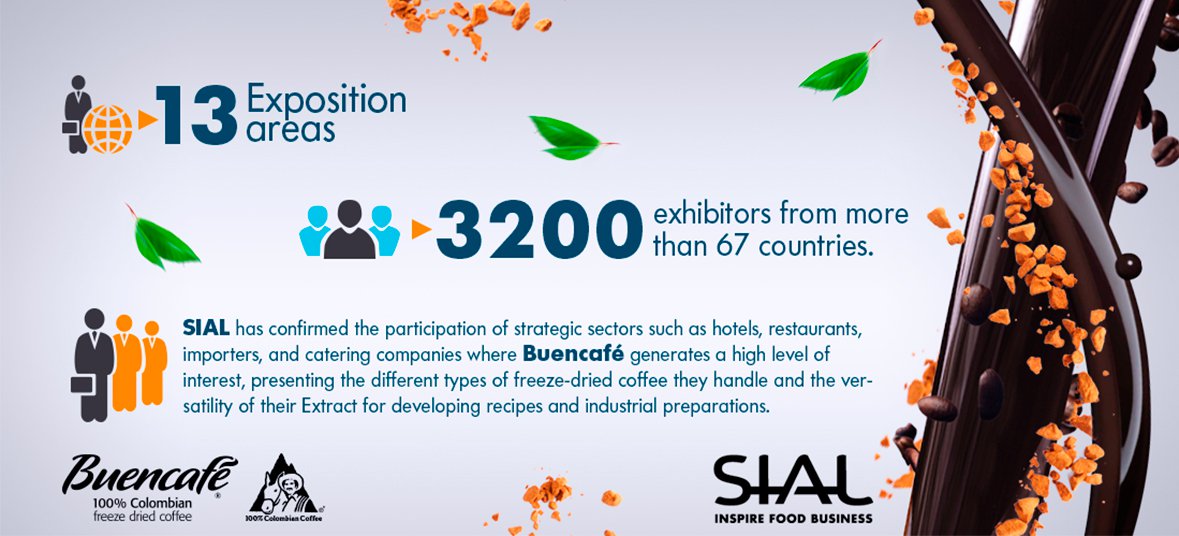 13 Exposition
areas
3200 exhibitors from more
than 67 countries.
SIAL has confirmed the participation of strategic sectors such as hotels, restaurants,
importers, and catering companies where Buencafé generates a high level of
interest, presenting the different types of freeze-dried coffee they handle and the ver-
satility of their Extract for developing recipes and industrial preparations.
Buencafé®
100% Colombian
freeze dried coffee
®
100% Colombian Coffee
SIAL
INSPIRE FOOD BUSINESS